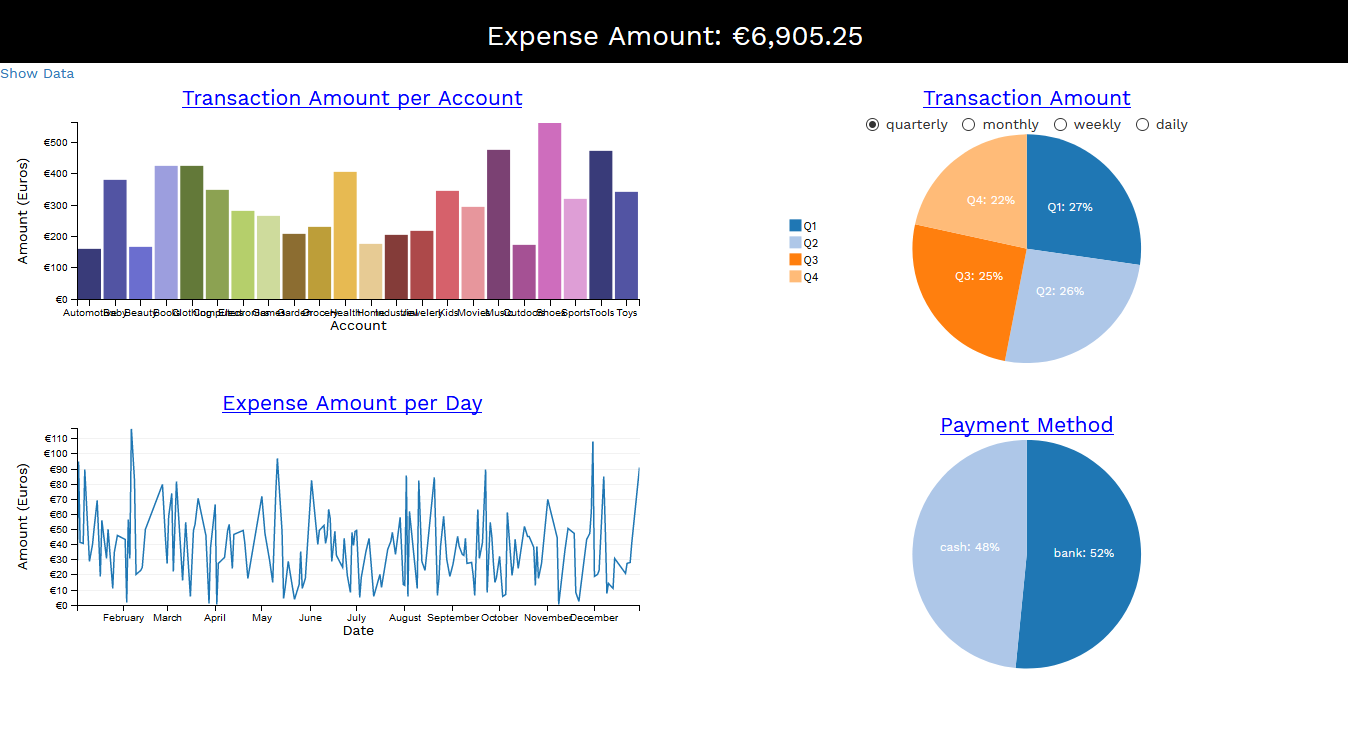 Expense Amount: €6,905.25
Show Data
Transaction Amount per Account
Amount (Euros)
€500
€400
€300
€200
€100
€0
Automotive Baby Beauty Books Clothing Computers Electronics Games Garden Grocery Health Home Industrial Jewelery Kids Movies Music Outdoors Shoes Sports Tools Toys
Account
Transaction Amount
quarterly monthly weekly daily
Q1
Q2
Q3
Q4
Q4: 22%
Q1: 27%
Q3: 25%
Q2: 26%
Expense Amount per Day
Amount (Euros)
€110
€100
€90
€80
€70
€60
€50
€40
€30
€20
€10
€0
February March April May June July August September October November December
Date
Payment Method
cash: 48%
bank: 52%